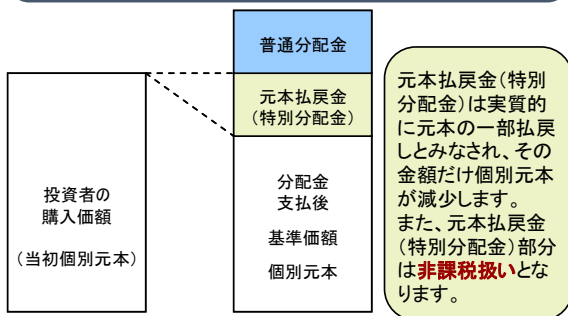 普通分配金
元本払戻金
(特別分配金)
投資者の
購入価額
(当初個別元本)
分配金
支払後
基準価額
個別元本
元本払戻金(特別
分配金)は実質的
に元本の一部払戻
しとみなされ、その
金額だけ個別元本
が減少します。
また、元本払戻金
(特別分配金)部分
は非課税扱いとな
ります。